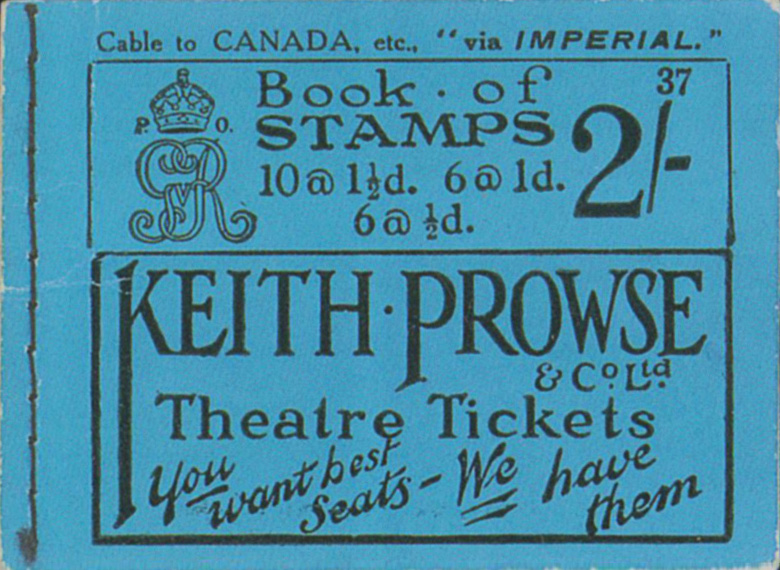 Cable to CANADA, etc., "via IMPERIAL."
37
P. O.
GVR
Book · of
STAMPS
2/-
10@ 1½d. 6@ 1d.
6@ ½d.
KEITH · PROWSE
& Co. Ltd
Theatre Tickets
You want best
seats – We have
them